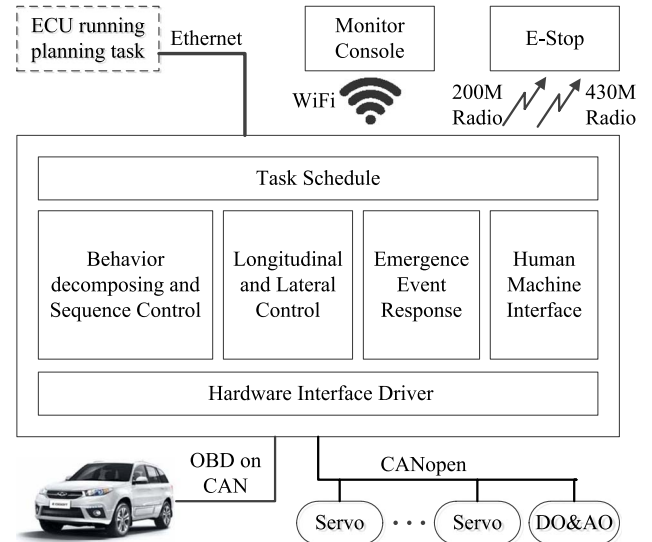 ECU running
planning task
Ethernet
Monitor
Console
E-Stop
WiFi
200M
Radio
430M
Radio
Task Schedule
Behavior
decomposing and
Sequence Control
Longitudinal
and Lateral
Control
Emergence
Event
Response
Human
Machine
Interface
Hardware Interface Driver
OBD on
CAN
CANopen
Servo
Servo
DO&AO